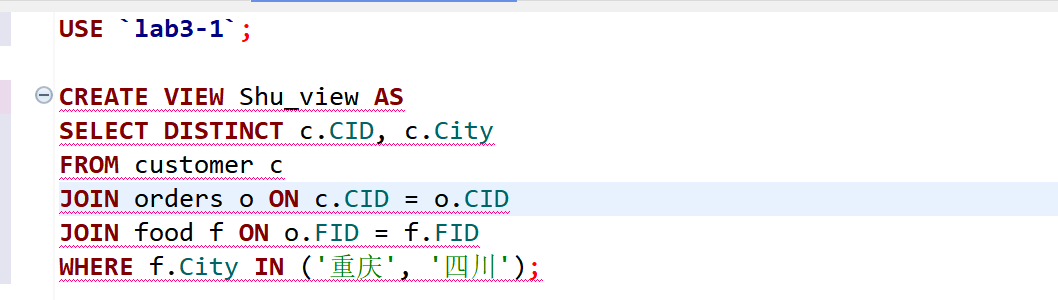 USE `lab3-1`;
CREATE VIEW Shu_view AS
SELECT DISTINCT c.CID, c.City
FROM customer c
JOIN orders o ON c.CID = o.CID
JOIN food f ON o.FID = f.FID
WHERE f.City IN ('重庆', '四川');